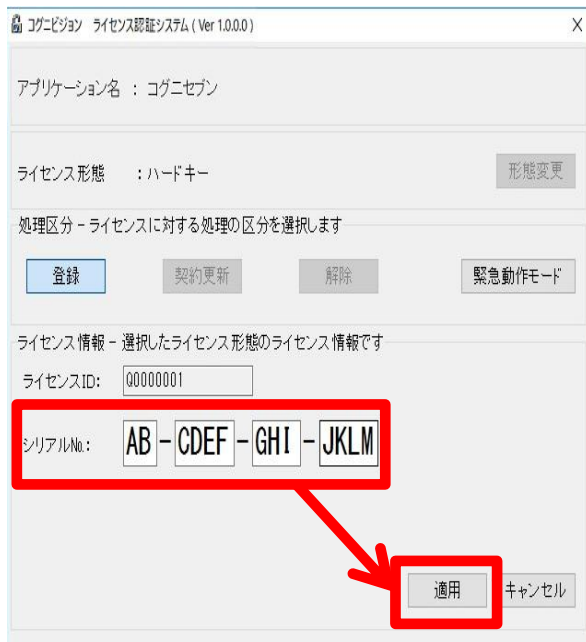 コグニビジョン ライセンス認証システム ( Ver 1.0.0.0 )
アプリケーション名 : コグニセブン
ライセンス形態 : ハードキー 形態変更
処理区分 - ライセンスに対する処理の区分を選択します
登録 契約更新 解除 緊急動作モード
ライセンス情報 - 選択したライセンス形態のライセンス情報です
ライセンスID: Q0000001
シリアル№: AB - CDEF - GHI - JKLM
適用 キャンセル